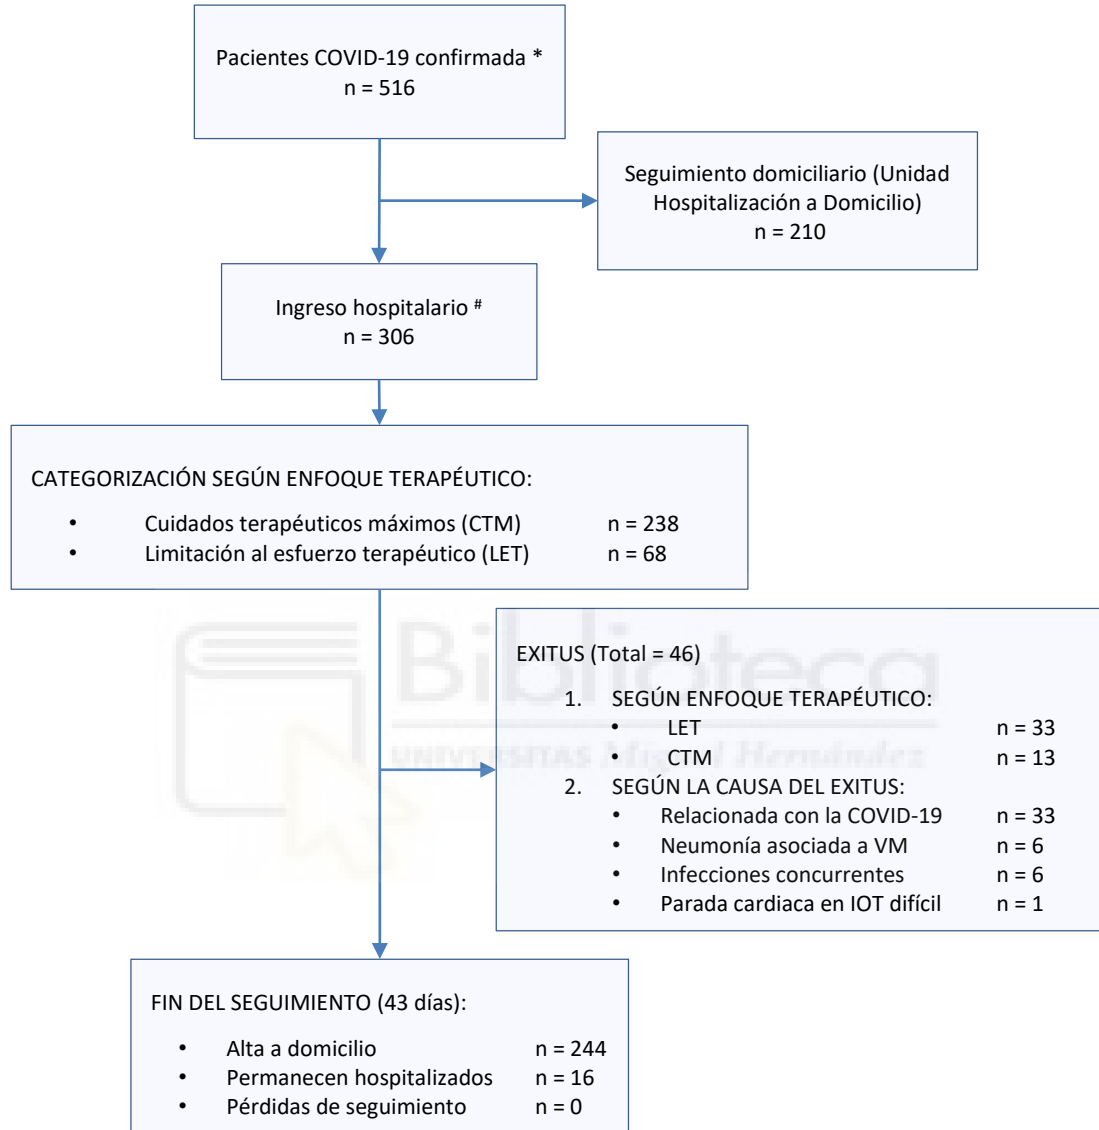 Pacientes COVID-19 confirmada *
n = 516
Seguimiento domiciliario (Unidad
Hospitalización a Domicilio)
n = 210
Ingreso hospitalario #
n = 306
CATEGORIZACIÓN SEGÚN ENFOQUE TERAPÉUTICO:
• Cuidados terapéuticos máximos (CTM) n = 238
• Limitación al esfuerzo terapéutico (LET) n = 68
Biblioteca
UNIVERSITAS Miguel Hernández
EXITUS (Total = 46)
1. SEGÚN ENFOQUE TERAPÉUTICO:
• LET n = 33
• CTM n = 13
2. SEGÚN LA CAUSA DEL EXITUS:
• Relacionada con la COVID-19 n = 33
• Neumonía asociada a VM n = 6
• Infecciones concurrentes n = 6
• Parada cardiaca en IOT difícil n = 1
FIN DEL SEGUIMIENTO (43 días):
• Alta a domicilio n = 244
• Permanecen hospitalizados n = 16
• Pérdidas de seguimiento n = 0